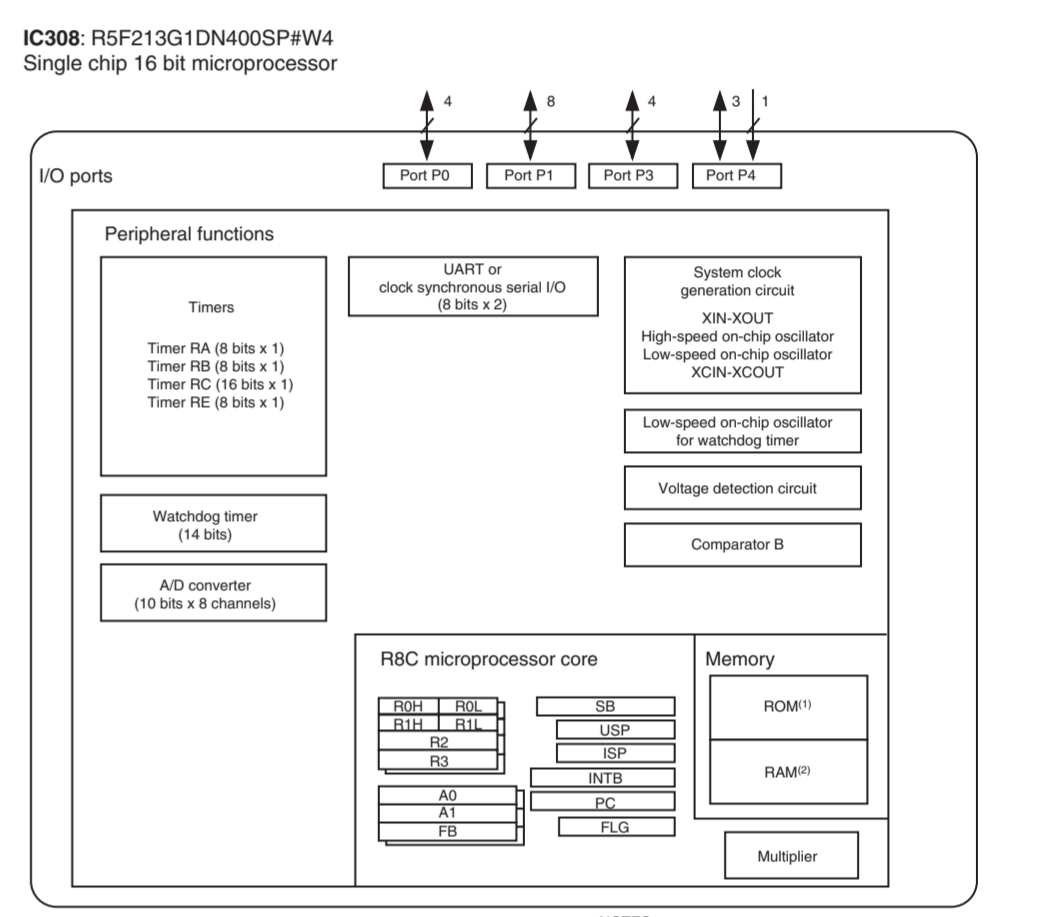 IC308: R5F213G1DN400SP#W4
Single chip 16 bit microprocessor
4
8
4
3
1
I/O ports
Port P0
Port P1
Port P3
Port P4
Peripheral functions
Timers
Timer RA (8 bits x 1)
Timer RB (8 bits x 1)
Timer RC (16 bits x 1)
Timer RE (8 bits x 1)
UART or
clock synchronous serial I/O
(8 bits x 2)
System clock
generation circuit
XIN-XOUT
High-speed on-chip oscillator
Low-speed on-chip oscillator
XCIN-XCOUT
Low-speed on-chip oscillator
for watchdog timer
Voltage detection circuit
Comparator B
Watchdog timer
(14 bits)
A/D converter
(10 bits x 8 channels)
R8C microprocessor core
R0H
R0L
R1H
R1L
R2
R3
A0
A1
FB
SB
USP
ISP
INTB
PC
FLG
Memory
ROM(1)
RAM(2)
Multiplier